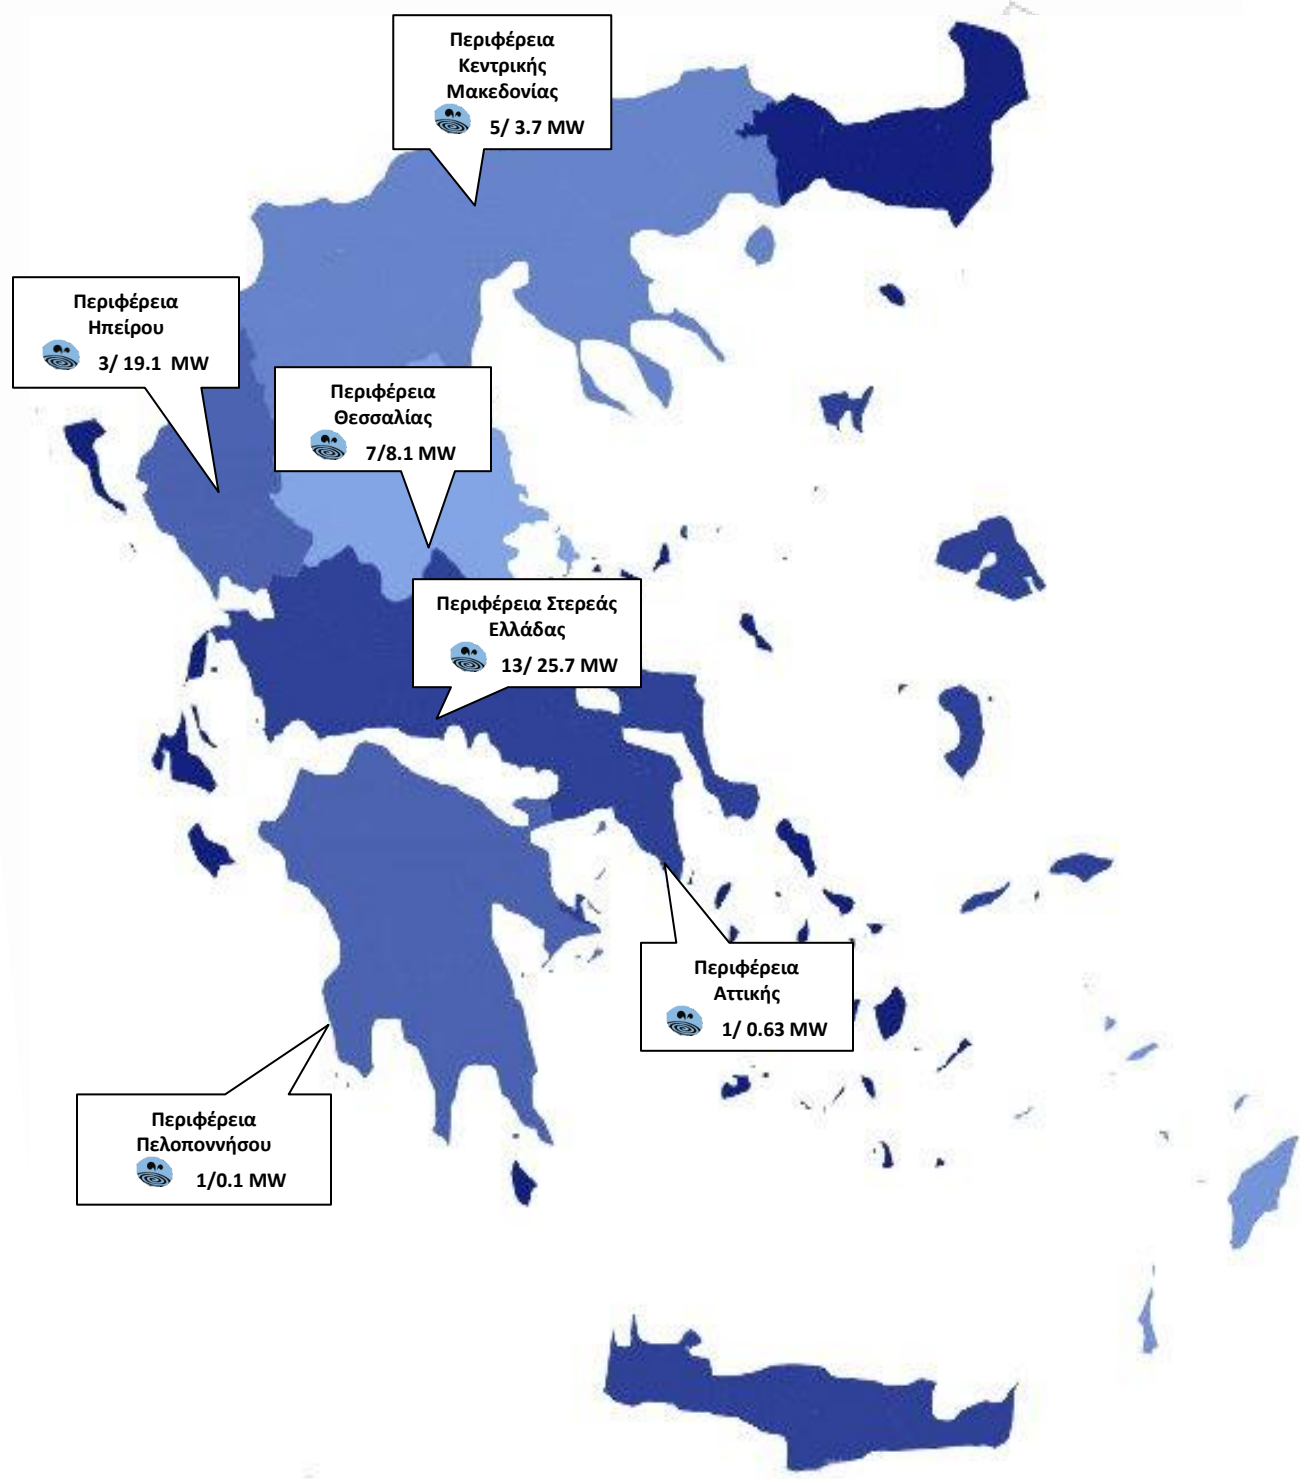 Περιφέρεια
Κεντρικής
Μακεδονίας
5/ 3.7 MW
Περιφέρεια
Ηπείρου
3/ 19.1 MW
Περιφέρεια
Θεσσαλίας
7/8.1 MW
Περιφέρεια Στερεάς
Ελλάδας
13/ 25.7 MW
Περιφέρεια
Αττικής
1/ 0.63 MW
Περιφέρεια
Πελοποννήσου
1/0.1 MW